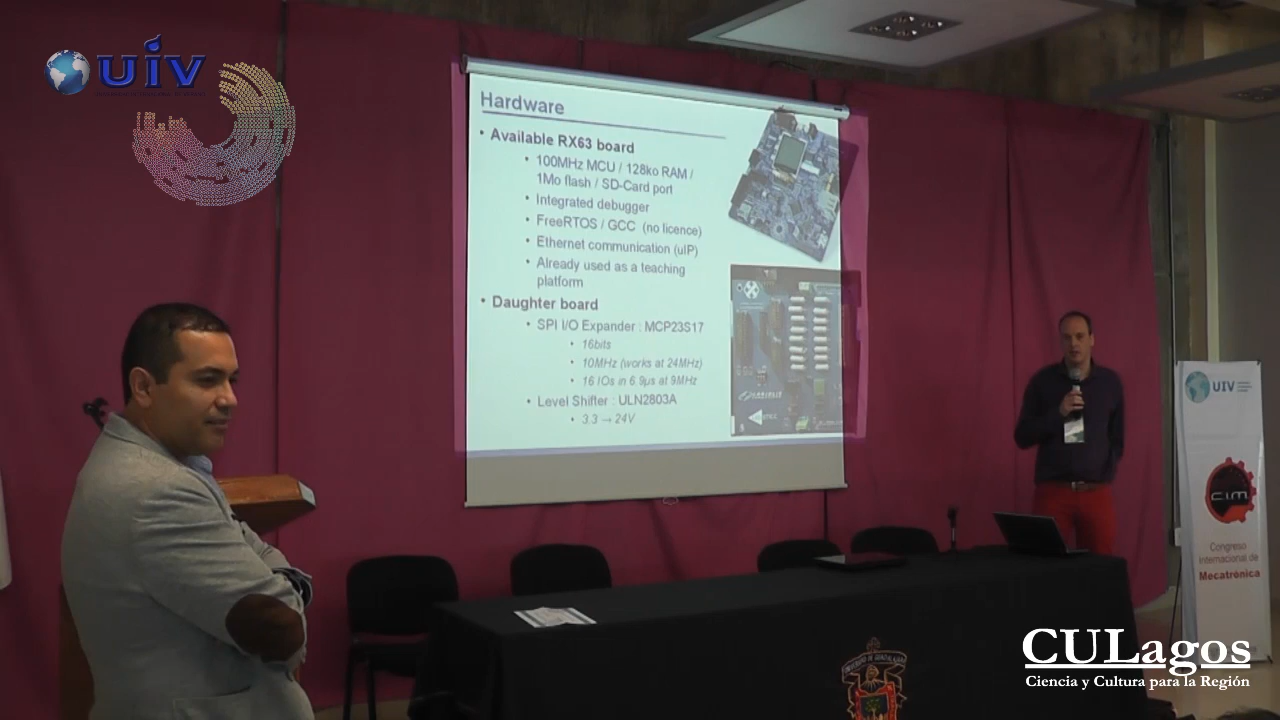 UIV
Hardware
• Available RX63 board
• 100MHz MCU / 128ko RAM /
1Mo flash / SD-Card port
• Integrated debugger
• FreeRTOS / GCC (no licence)
• Ethernet communication (uIP)
• Already used as a teaching
platform
• Daughter board
• SPI I/O Expander : MCP23S17
• 16bits
• 10MHz (works at 24MHz)
• 16 IOs in 6.9µs at 9MHz
• Level Shifter : ULN2803A
• 3.3 → 24V
UIV
C.I.M.
Congreso
Internacional de
Mecatrónica
CULagos
Ciencia y Cultura para la Región